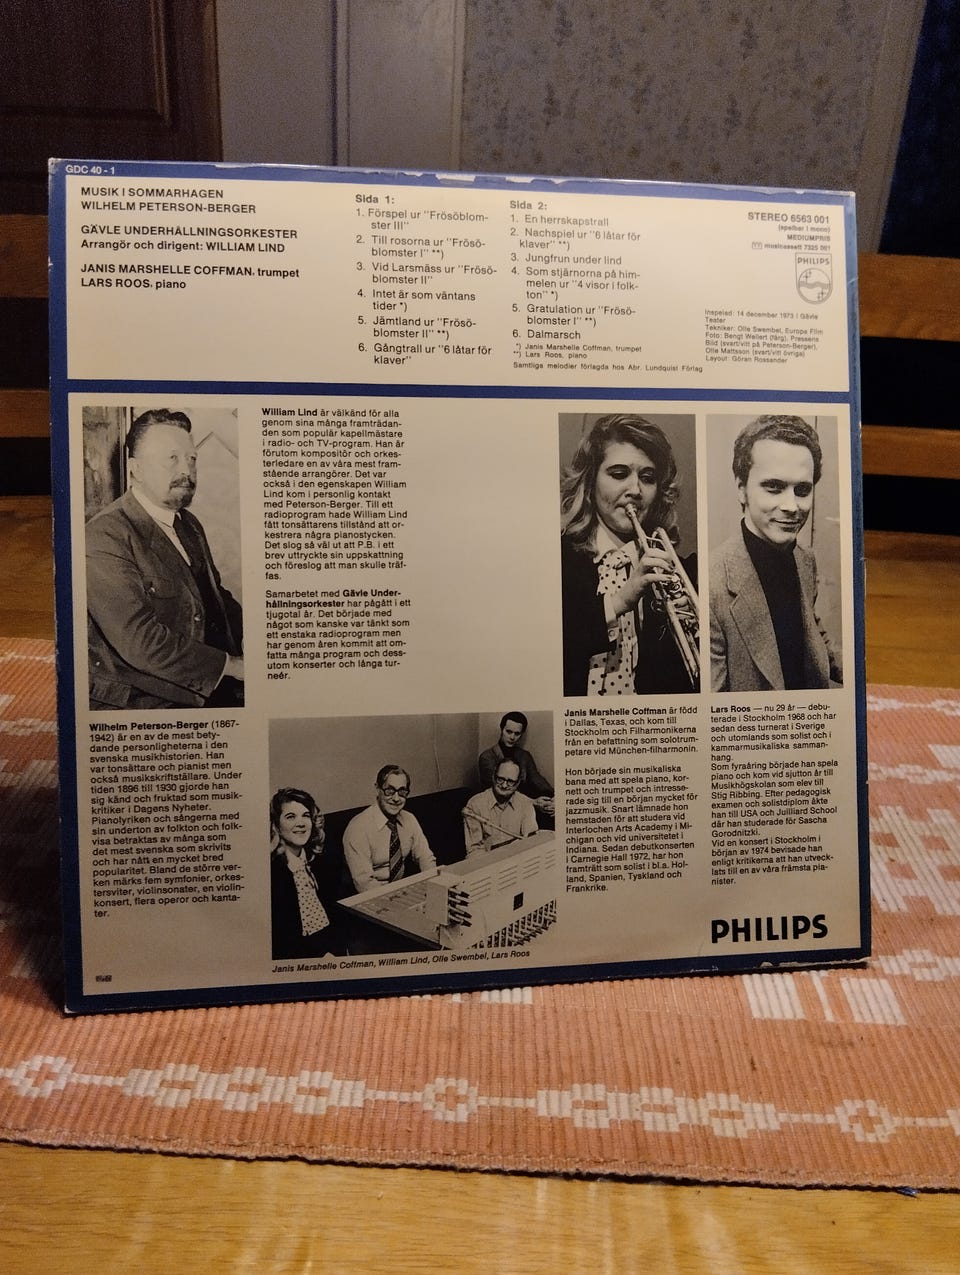 GDC 40 - 1
MUSIK I SOMMARHAGEN
WILHELM PETERSON-BERGER
GÄVLE UNDERHÅLLNINGSORKESTER
Arrangör och dirigent: WILLIAM LIND
JANIS MARSHELLE COFFMAN, trumpet
LARS ROOS, piano
Sida 1:
1. Förspel ur "Frösöblom-
ster III"
2. Till rosorna ur "Frösö-
blomster I" **)
3. Vid Larsmäss ur "Frösö-
blomster II"
4. Intet är som väntans
tider *)
5. Jämtland ur "Frösö-
blomster II" **)
6. Gångtrall ur "6 låtar för
klaver"
Sida 2:
1. En herrskapstrall
2. Nachspiel ur "6 låtar för
klaver" **)
3. Jungfrun under lind
4. Som stjärnorna på him-
melen ur "4 visor i folk-
ton" *)
5. Gratulation ur "Frösö-
blomster I" **)
6. Dalmarsch
*) Janis Marshelle Coffman, trumpet
**) Lars Roos, piano
Samtliga melodier förlagda hos Abr. Lundquist Förlag
STEREO 6563 001
(spelbar i mono)
MEDIUMPRIS
musicassett 7325 001
PHILIPS
Inspelad: 14 december 1973 i Gävle
Teater
Tekniker: Olle Swembel, Europa Film
Foto: Bengt Wellert (färg), Pressens
Bild (svart/vitt på Peterson-Berger),
Olle Mattsson (svart/vitt övriga)
Layout: Göran Rossander
William Lind är välkänd för alla
genom sina många framträdan-
den som populär kapellmästare
i radio- och TV-program. Han är
förutom kompositör och orkes-
terledare en av våra mest fram-
stående arrangörer. Det var
också i den egenskapen William
Lind kom i personlig kontakt
med Peterson-Berger. Till ett
radioprogram hade William Lind
fått tonsättarens tillstånd att or-
kestrera några pianostycken.
Det slog så väl ut att P.B. i ett
brev uttryckte sin uppskattning
och föreslog att man skulle träf-
fas.
Samarbetet med Gävle Under-
hållningsorkester har pågått i ett
tjugotal år. Det började med
något som kanske var tänkt som
ett enstaka radioprogram men
har genom åren kommit att om-
fatta många program och dess-
utom konserter och långa tur-
neér.
Wilhelm Peterson-Berger (1867-
1942) är en av de mest bety-
dande personligheterna i den
svenska musikhistorien. Han
var tonsättare och pianist men
också musikskriftställare. Under
tiden 1896 till 1930 gjorde han
sig känd och fruktad som musik-
kritiker i Dagens Nyheter.
Pianolyriken och sångerna med
sin underton av folkton och folk-
visa betraktas av många som
det mest svenska som skrivits
och har nått en mycket bred
popularitet. Bland de större ver-
ken märks fem symfonier, orkes-
tersviter, violinsonater, en violin-
konsert, flera operor och kanta-
ter.
Janis Marshelle Coffman, William Lind, Olle Swembel, Lars Roos
Janis Marshelle Coffman är född
i Dallas, Texas, och kom till
Stockholm och Filharmonikerna
från en befattning som solotrum-
petare vid München-filharmonin.
Hon började sin musikaliska
bana med att spela piano, kor-
nett och trumpet och intresse-
rade sig till en början mycket för
jazzmusik. Snart lämnade hon
hemstaden för att studera vid
Interlochen Arts Academy i Mi-
chigan och vid universitetet i
Indiana. Sedan debutkonserten
i Carnegie Hall 1972, har hon
framträtt som solist i bl.a. Hol-
land, Spanien, Tyskland och
Frankrike.
Lars Roos — nu 29 år — debu-
terade i Stockholm 1968 och har
sedan dess turnerat i Sverige
och utomlands som solist och i
kammarmusikaliska samman-
hang.
Som fyraåring började han spela
piano och kom vid sjutton år till
Musikhögskolan som elev till
Stig Ribbing. Efter pedagogisk
examen och solistdiplom åkte
han till USA och Juilliard School
där han studerade för Sascha
Gorodnitzki.
Vid en konsert i Stockholm i
början av 1974 bevisade han
enligt kritikerna att han utveck-
lats till en av våra främsta pia-
nister.
PHILIPS